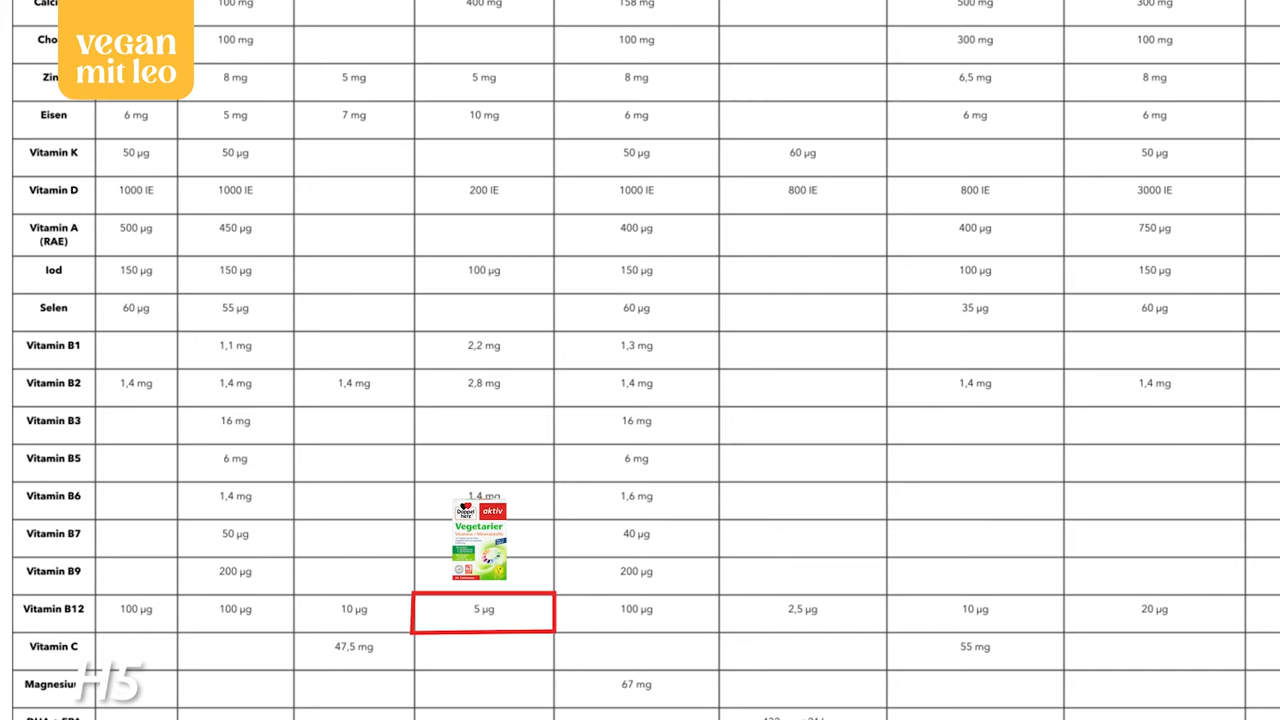 Calci 100 mg 400 mg 158 mg 500 mg 300 mg
vegan
mit leo
Cho 100 mg 100 mg 300 mg 100 mg
Zin 8 mg 5 mg 5 mg 8 mg 6,5 mg 8 mg
Eisen 6 mg 5 mg 7 mg 10 mg 6 mg 6 mg 6 mg
Vitamin K 50 µg 50 µg 50 µg 60 µg 50 µg
Vitamin D 1000 IE 1000 IE 200 IE 1000 IE 800 IE 800 IE 3000 IE
Vitamin A
(RAE) 500 µg 450 µg 400 µg 400 µg 750 µg
Iod 150 µg 150 µg 100 µg 150 µg 100 µg 150 µg
Selen 60 µg 55 µg 60 µg 35 µg 60 µg
Vitamin B1 1,1 mg 2,2 mg 1,3 mg
Vitamin B2 1,4 mg 1,4 mg 1,4 mg 2,8 mg 1,4 mg 1,4 mg 1,4 mg
Vitamin B3 16 mg 16 mg
Vitamin B5 6 mg 6 mg
Vitamin B6 1,4 mg 1,4 mg 1,6 mg
Doppel herz aktiv
Vegetarier
Vitamine + Mineralstoffe
Vitamin B7 50 µg 40 µg
Vitamin B9 200 µg 200 µg
Vitamin B12 100 µg 100 µg 10 µg 5 µg 100 µg 2,5 µg 10 µg 20 µg
Vitamin C 47,5 mg 55 mg
H5
Magnesiu 67 mg